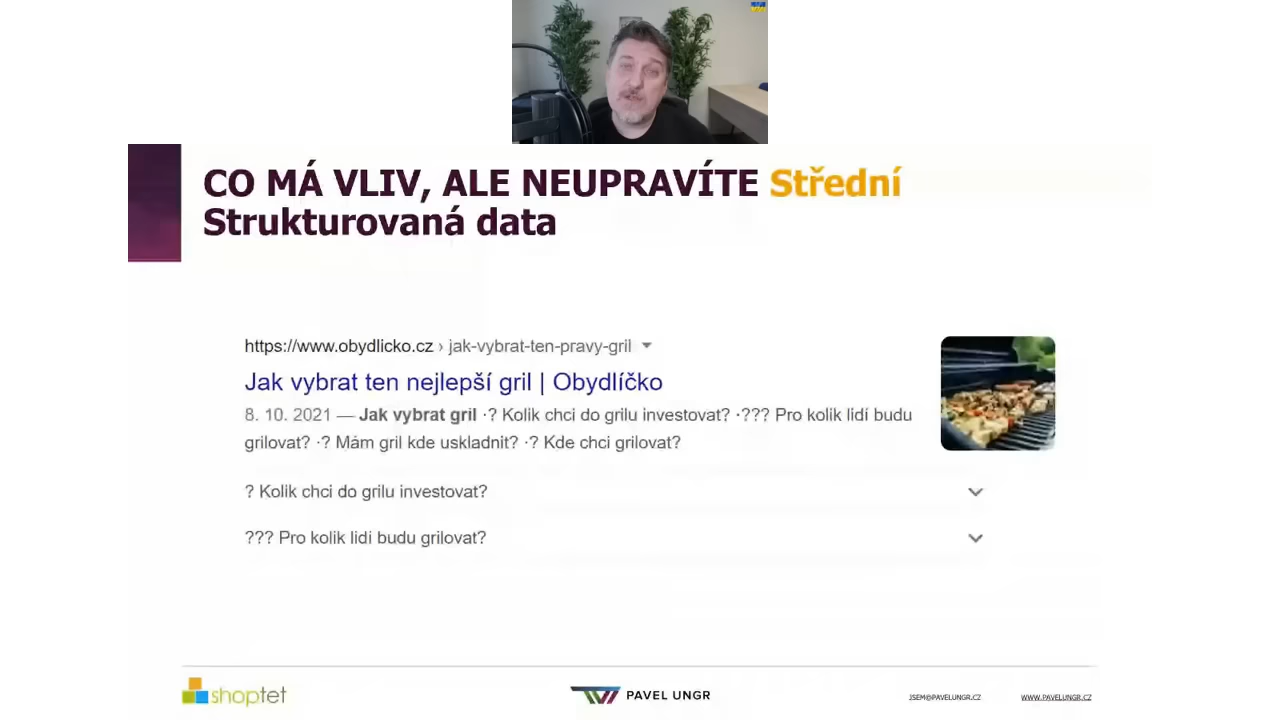 CO MÁ VLIV, ALE NEUPRAVÍTE Střední
Strukturovaná data
https://www.obydlicko.cz › jak-vybrat-ten-pravy-gril
Jak vybrat ten nejlepší gril | Obydlíčko
8. 10. 2021 — Jak vybrat gril ·? Kolik chci do grilu investovat? ·??? Pro kolik lidí budu
grilovat? ·? Mám gril kde uskladnit? ·? Kde chci grilovat?
? Kolik chci do grilu investovat?
??? Pro kolik lidí budu grilovat?
shoptet
PAVEL UNGR
JSEM@PAVELUNGR.CZ
WWW.PAVELUNGR.CZ